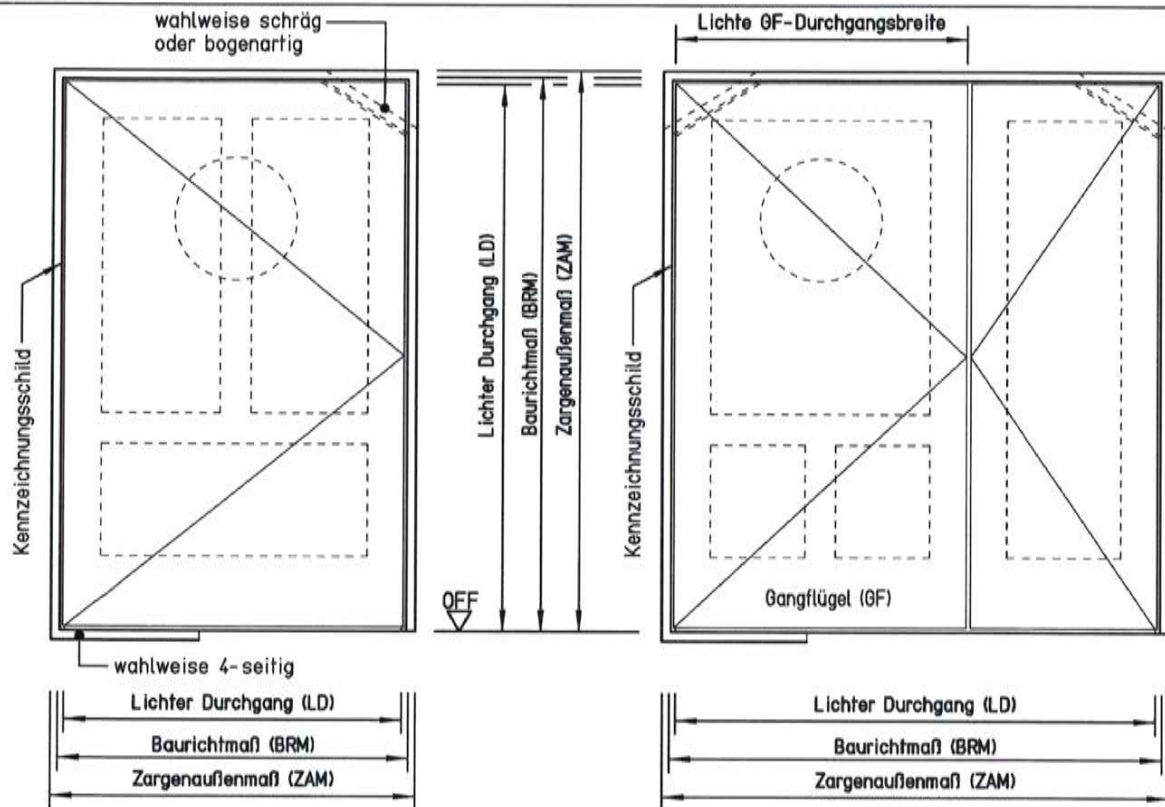 wahlweise schräg
oder bogenartig
Kennzeichnungsschild
wahlweise 4-seitig
Lichter Durchgang (LD)
Baurichtmaß (BRM)
Zargenaußenmaß (ZAM)
OFF
Lichter Durchgang (LD)
Baurichtmaß (BRM)
Zargenaußenmaß (ZAM)
Lichte GF-Durchgangsbreite
Kennzeichnungsschild
Gangflügel (GF)
Lichter Durchgang (LD)
Baurichtmaß (BRM)
Zargenaußenmaß (ZAM)